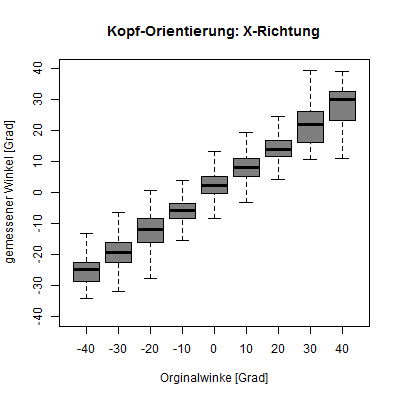 Kopf-Orientierung: X-Richtung
gemessener Winkel [Grad]
40
30
20
10
0
-10
-20
-30
-40
-40 -30 -20 -10 0 10 20 30 40
Orginalwinke [Grad]